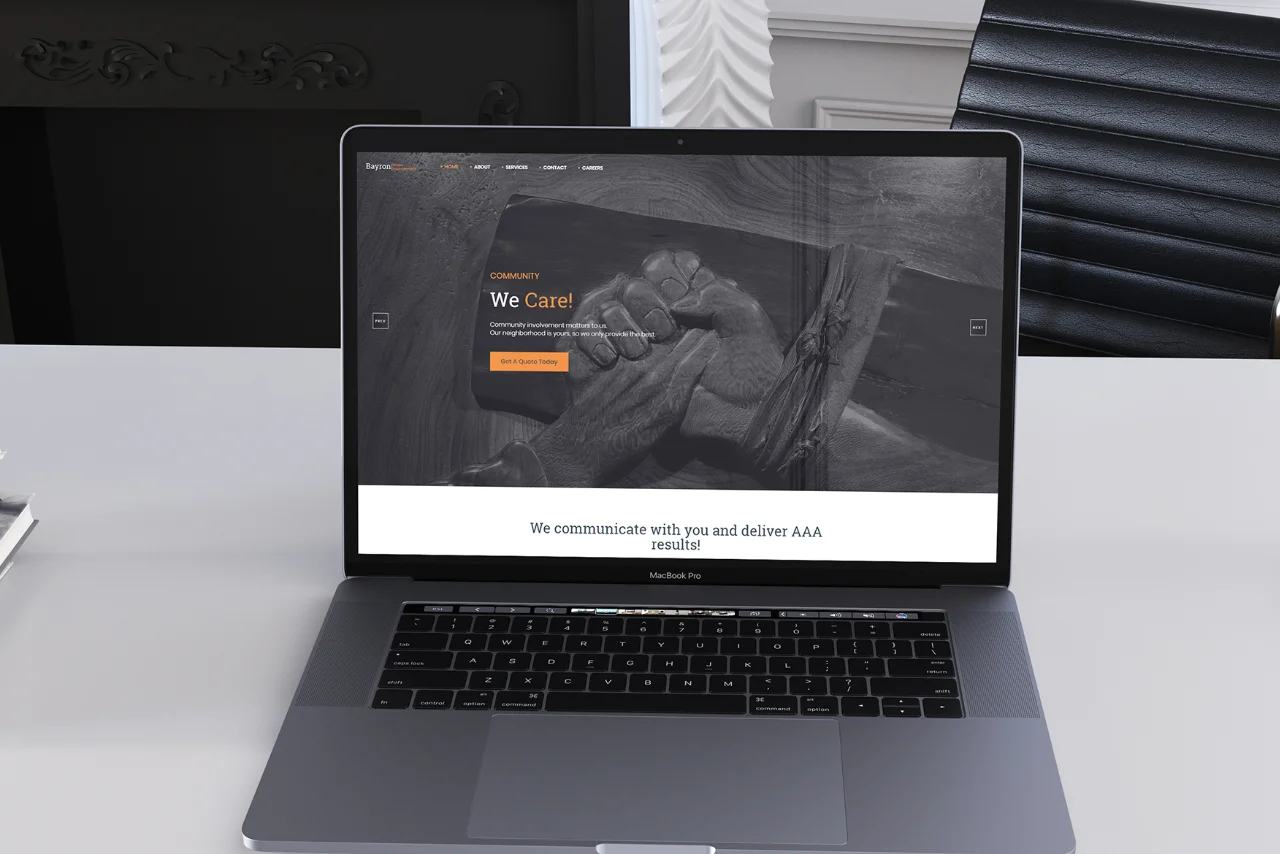 Bayron
HOME ABOUT SERVICES CONTACT CAREERS
COMMUNITY
We Care!
Community involvement matters to us.
Our neighborhood is yours, so we only provide the best.
Get A Quote Today
PREV
NEXT
We communicate with you and deliver AAA
results!
MacBook Pro
esc
~ ! @ # $ % ^ & * ( ) _ +
` 1 2 3 4 5 6 7 8 9 0 - = delete
tab Q W E R T Y U I O P { [ } ] | \
caps lock A S D F G H J K L : ; " ' enter return
shift Z X C V B N M < , > . ? / shift
fn control alt option ⌘ command ⌘ command alt option